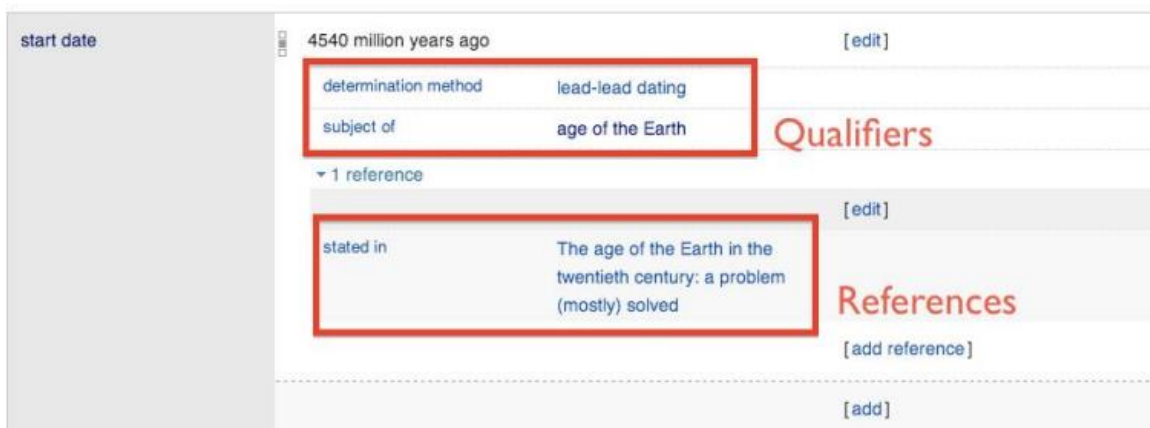 start date
4540 million years ago
[edit]
determination method
lead-lead dating
subject of
age of the Earth
Qualifiers
1 reference
[edit]
stated in
The age of the Earth in the
twentieth century: a problem
(mostly) solved
References
[add reference]
[add]